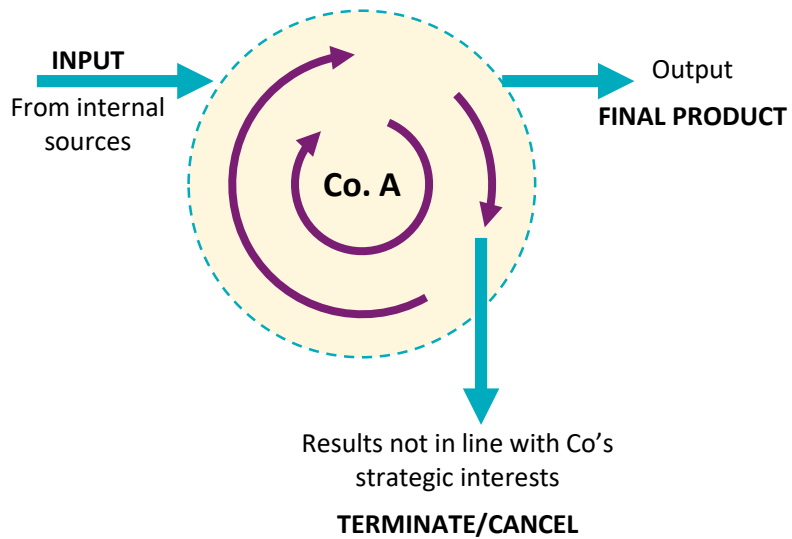 INPUT
From internal
sources
Co. A
Output
FINAL PRODUCT
Results not in line with Co’s
strategic interests
TERMINATE/CANCEL